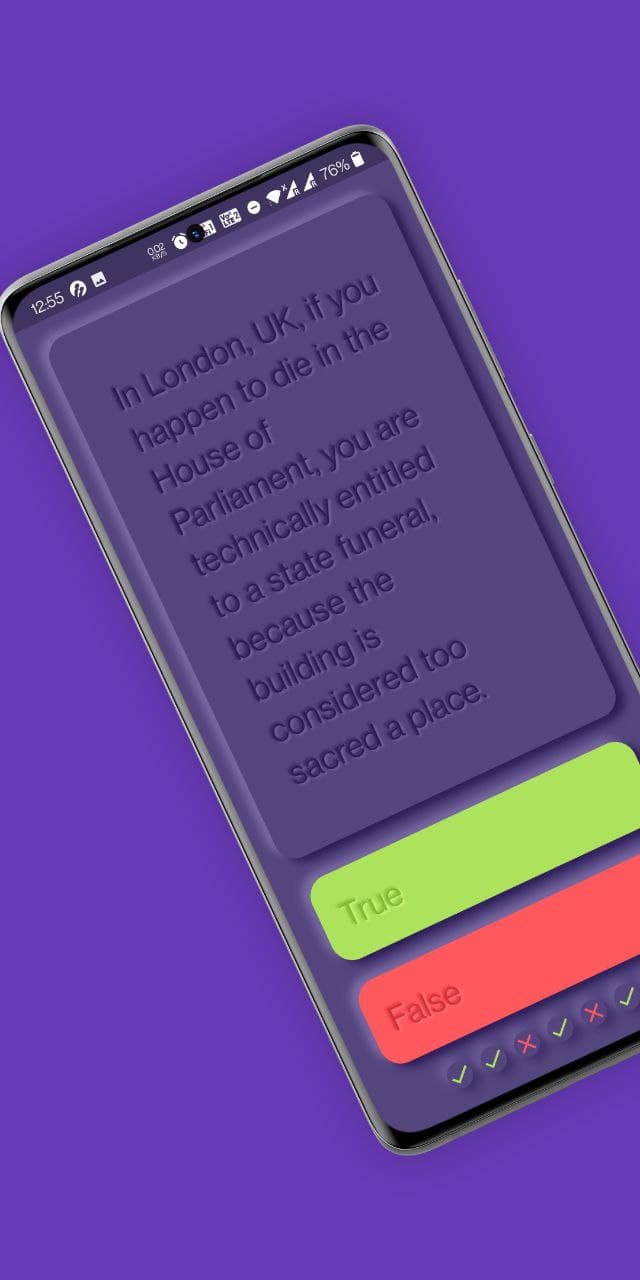 12:55
0.02
KB/S
76%
In London, UK, if you
happen to die in the
House of
Parliament, you are
technically entitled
to a state funeral,
because the
building is
considered too
sacred a place.
True
False